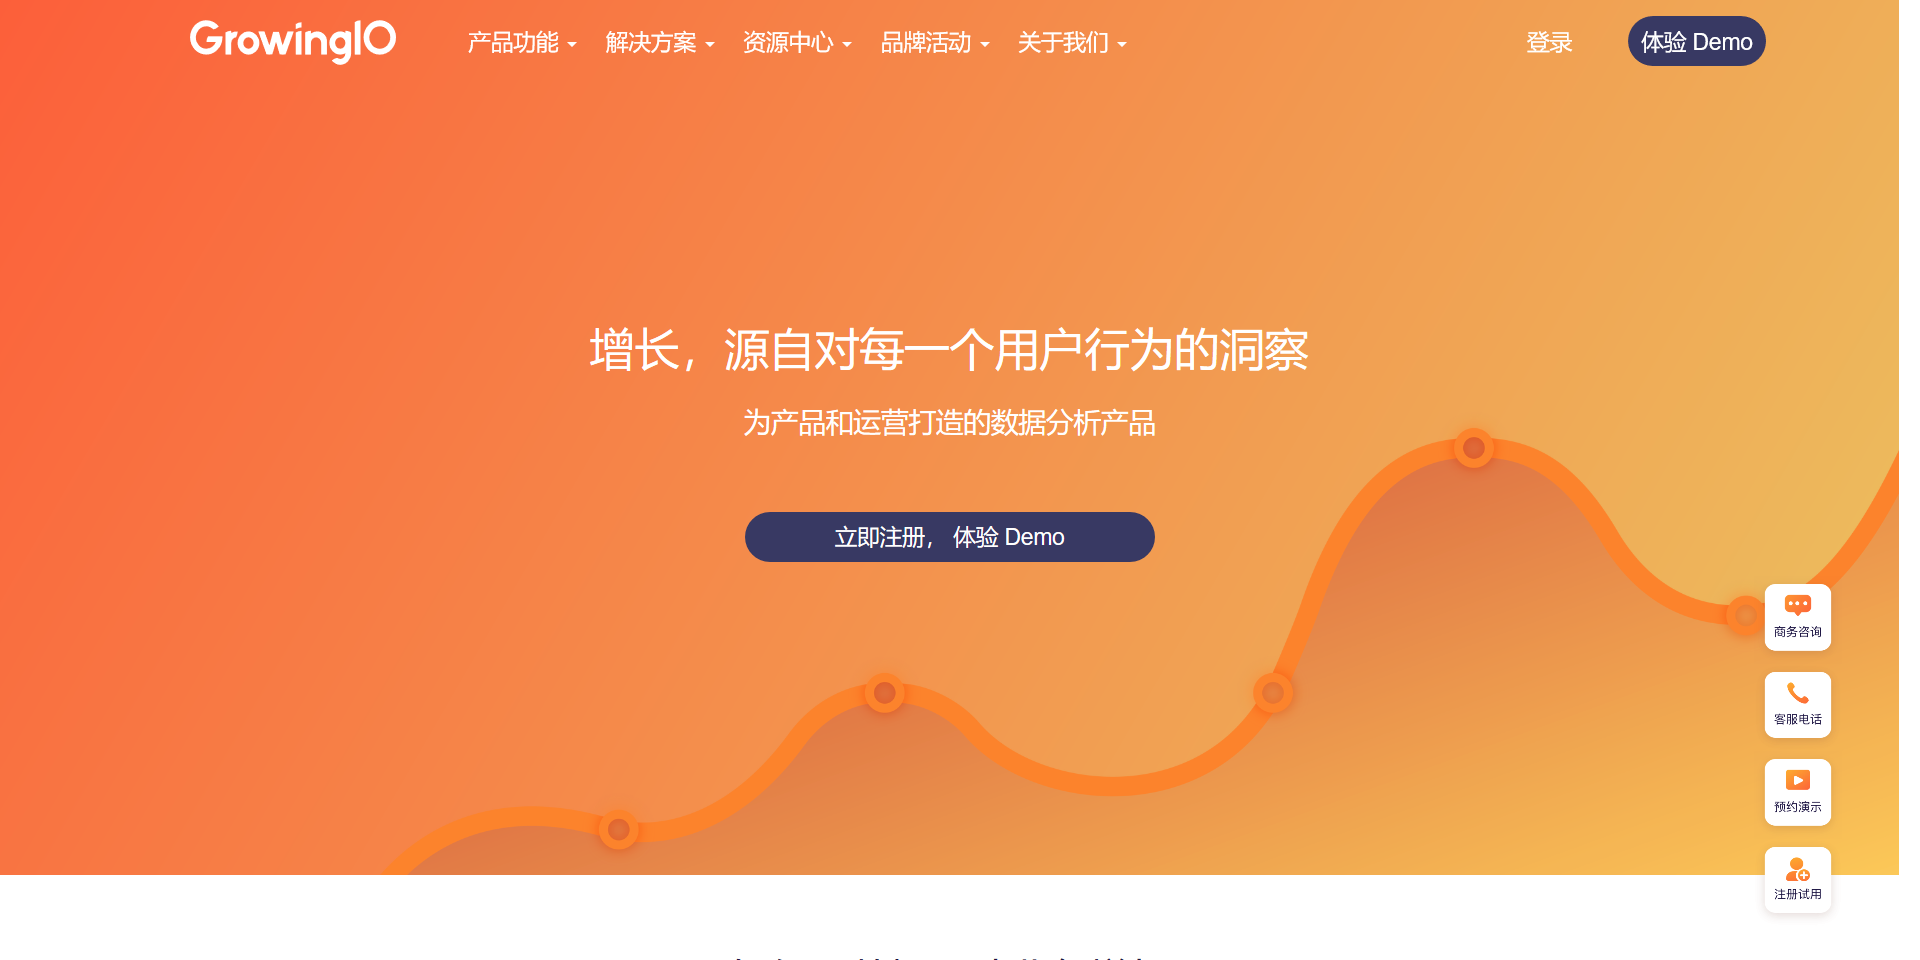 GrowingIO 产品功能 解决方案 资源中心 品牌活动 关于我们 登录 体验 Demo
增长，源自对每一个用户行为的洞察
为产品和运营打造的数据分析产品
立即注册， 体验 Demo
商务咨询
客服电话
预约演示
注册试用